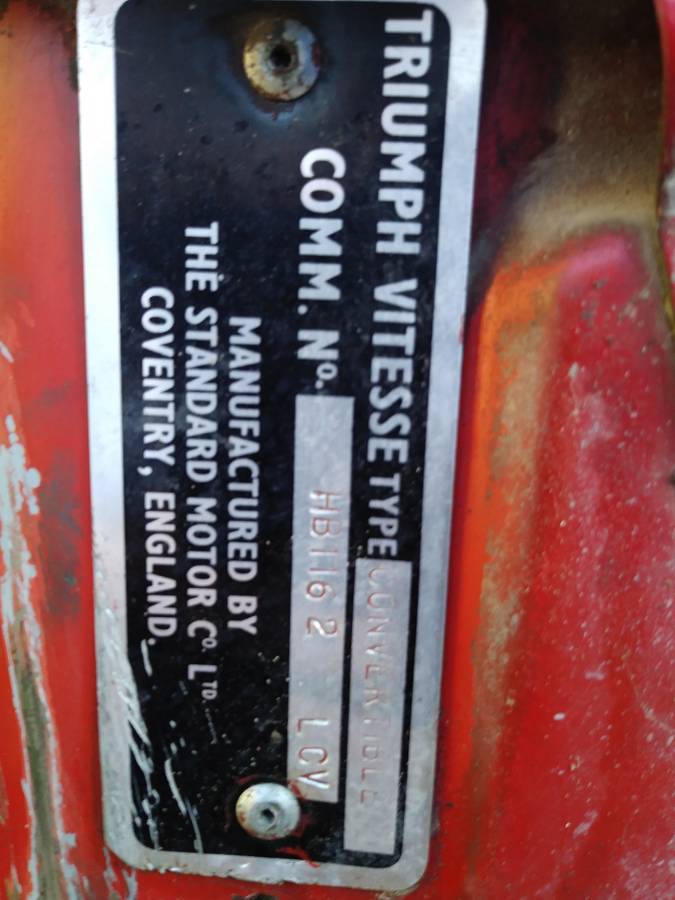 TRIUMPH VITESSE TYPE CONVERTIBLE
COMM. Nº. HB1162 LCV
MANUFACTURED BY
THE STANDARD MOTOR Cº. LTD.
COVENTRY, ENGLAND.